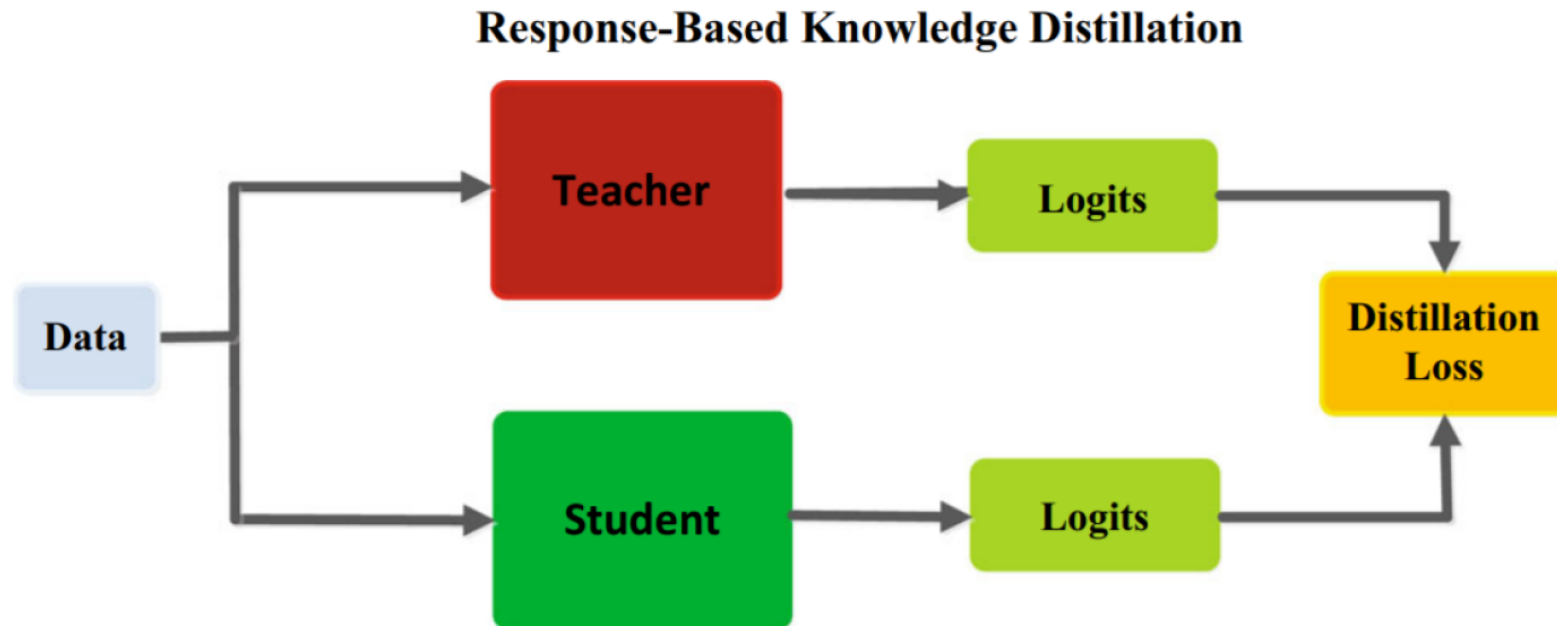 Response-Based Knowledge Distillation
Teacher
Logits
Data
Distillation
Loss
Student
Logits